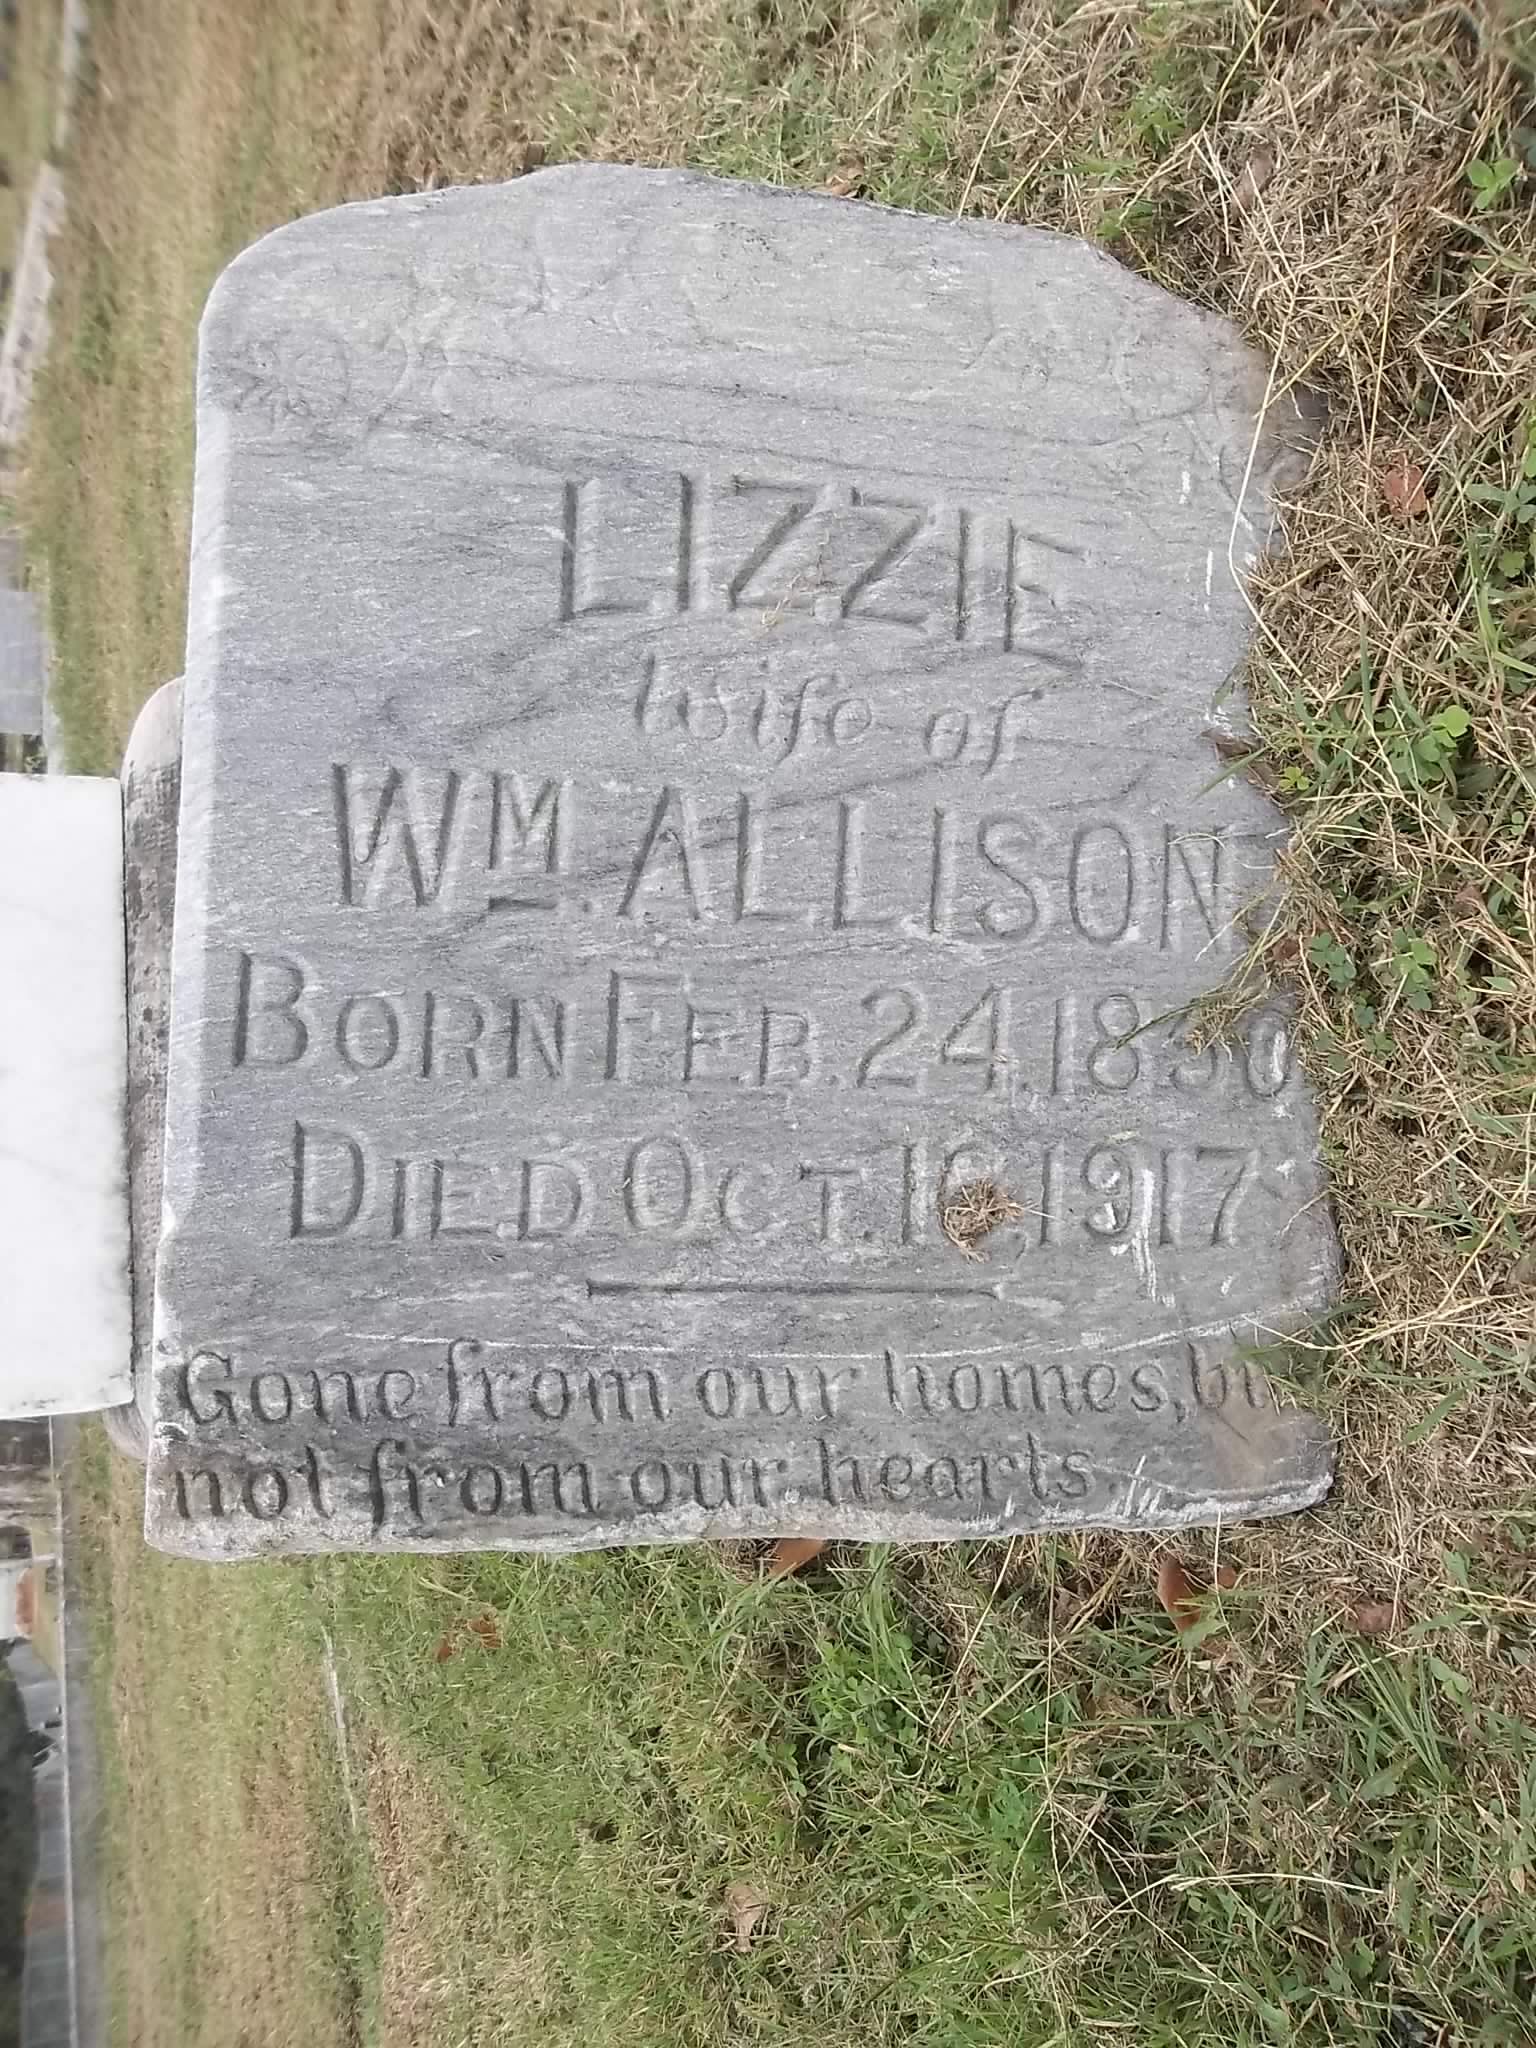 LIZZIE
wife of
WM. ALLISON
BORN FEB. 24, 1850
DIED OCT. 16, 1917
Gone from our homes, bu
not from our hearts.